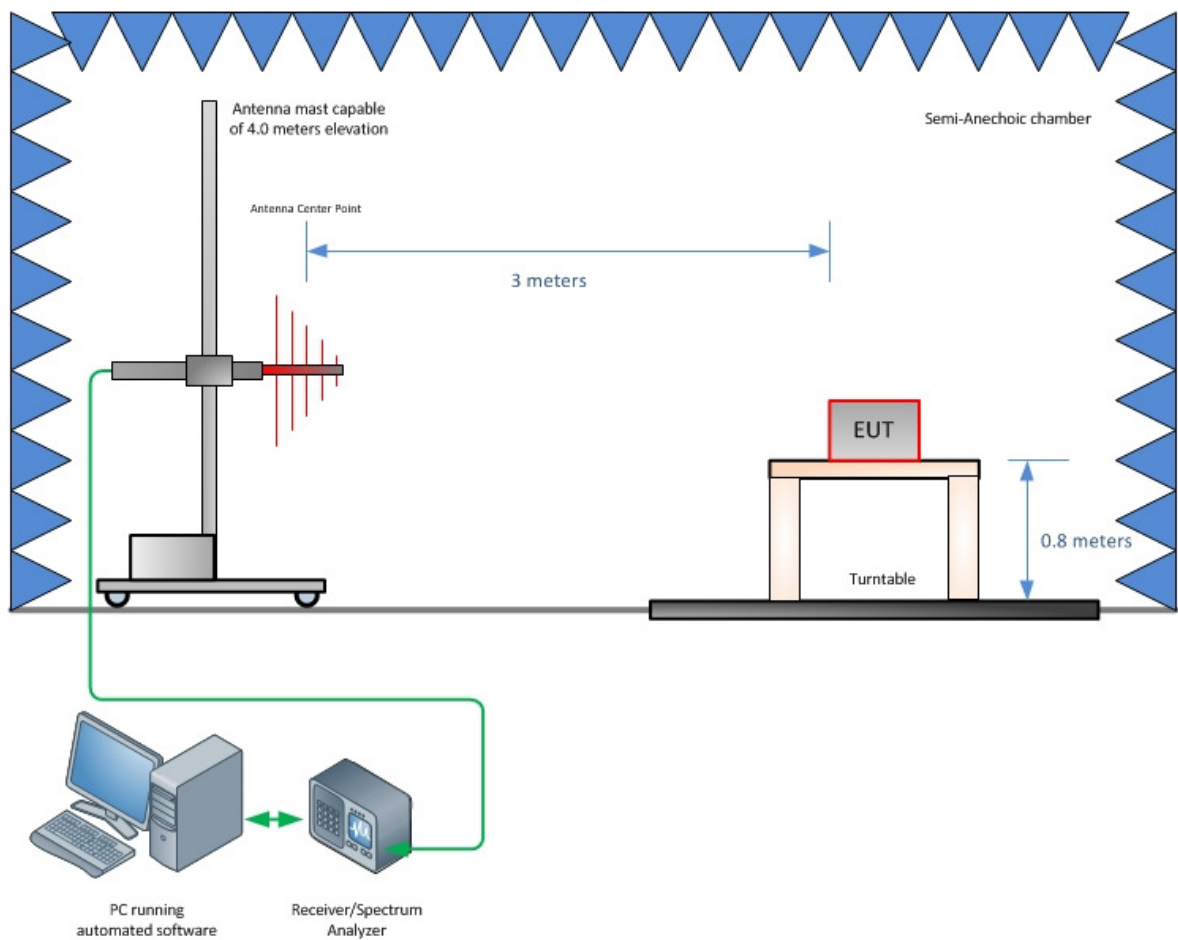 Antenna mast capable
of 4.0 meters elevation
Semi-Anechoic chamber
Antenna Center Point
3 meters
EUT
0.8 meters
Turntable
PC running
automated software
Receiver/Spectrum
Analyzer